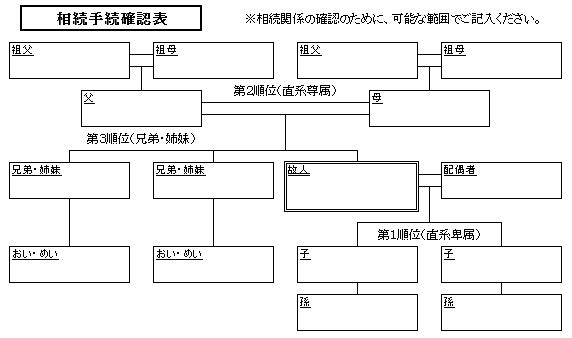 相続手続確認表
※相続関係の確認のために、可能な範囲でご記入ください。
祖父
祖母
祖父
祖母
父
第2順位(直系尊属)
母
第3順位(兄弟・姉妹)
兄弟・姉妹
兄弟・姉妹
故人
配偶者
第1順位(直系卑属)
おい・めい
おい・めい
子
子
孫
孫